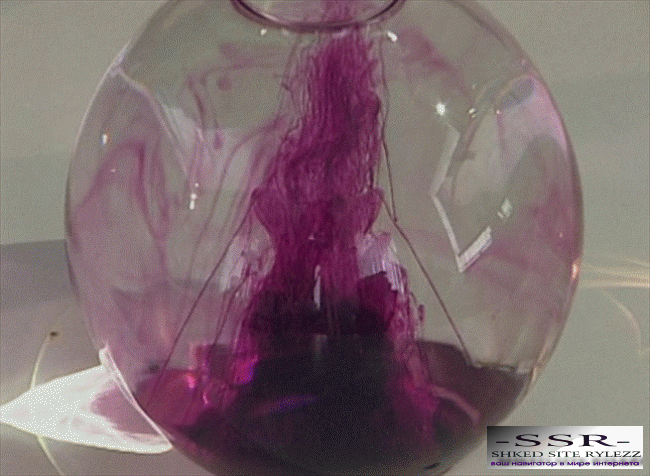 -SSR-
SHKED SITE RYLEZZ
ваш навигатор в мире интернета